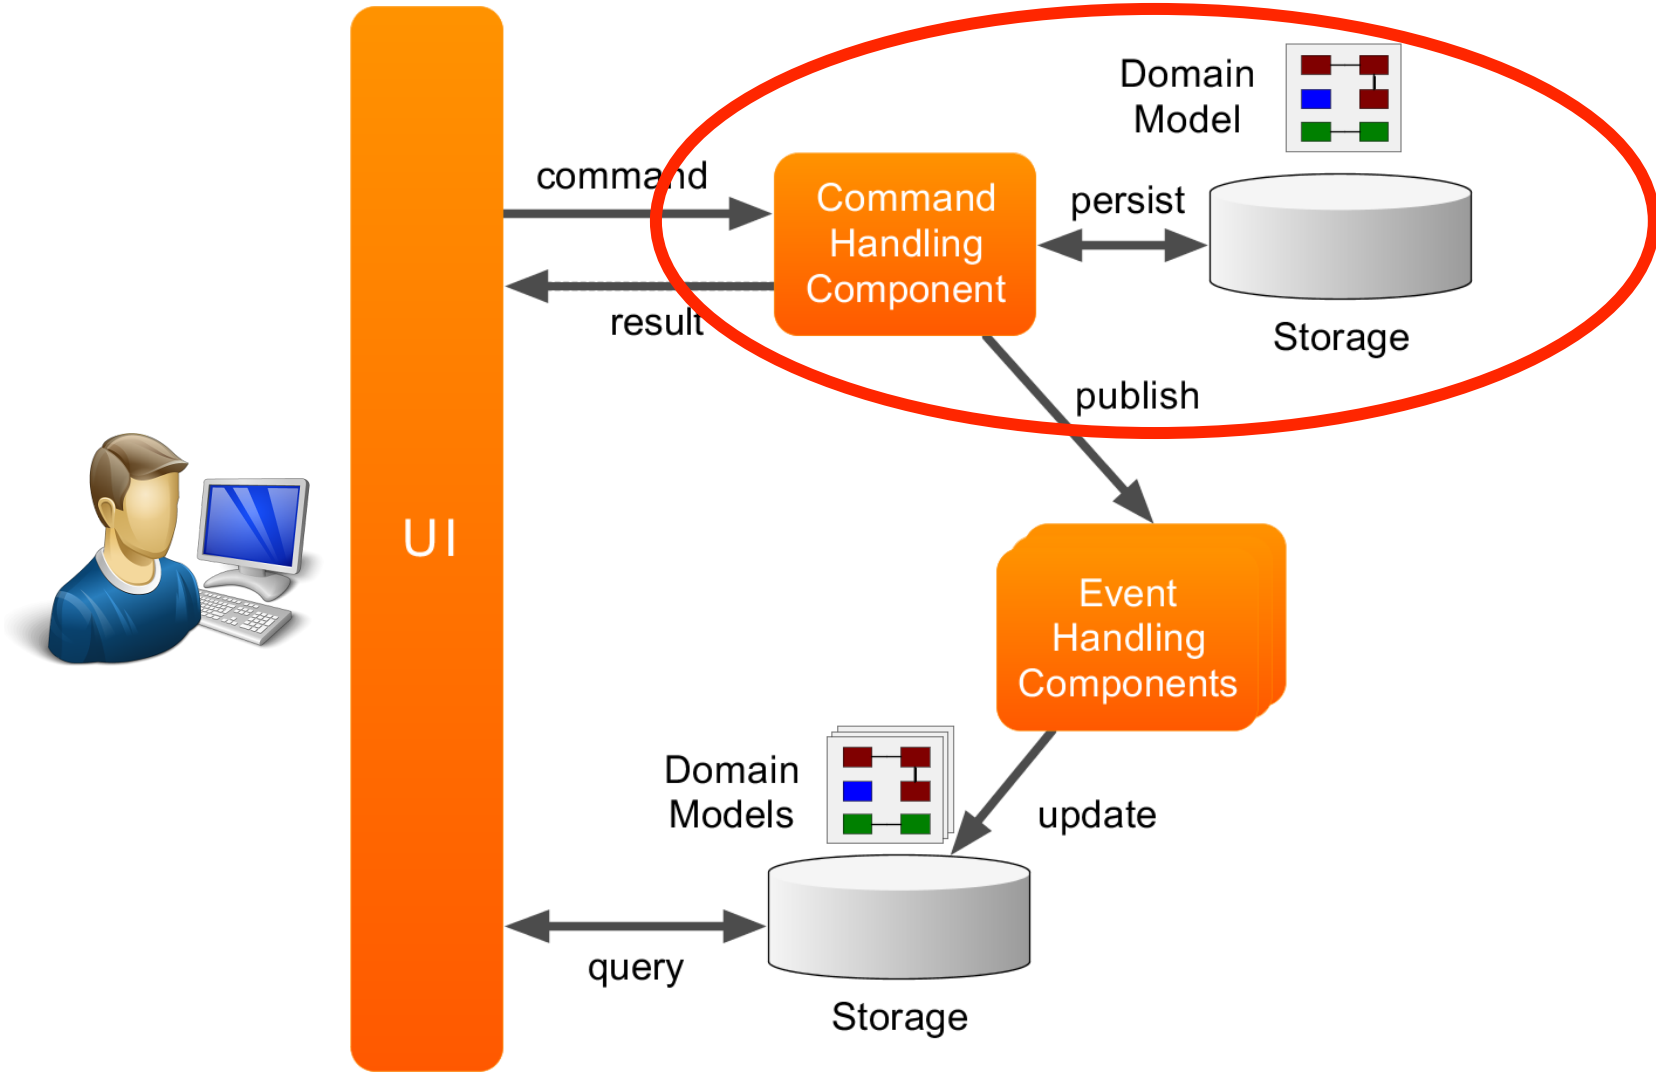 Domain
Model
command
Command
Handling
Component
persist
result
Storage
publish
UI
Event
Handling
Components
Domain
Models
update
query
Storage